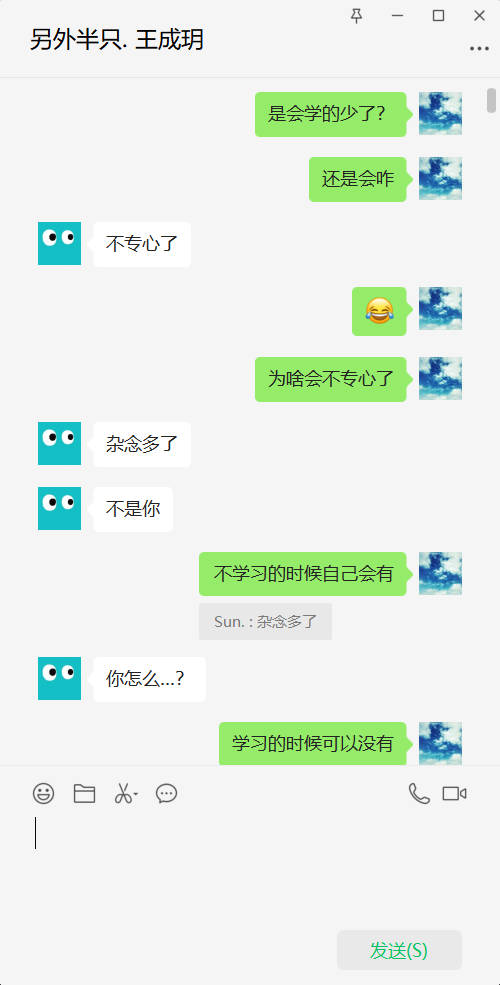 另外半只. 王成玥
是会学的少了？
还是会咋
不专心了
为啥会不专心了
杂念多了
不是你
不学习的时候自己会有
Sun. : 杂念多了
你怎么...？
学习的时候可以没有
发送(S)